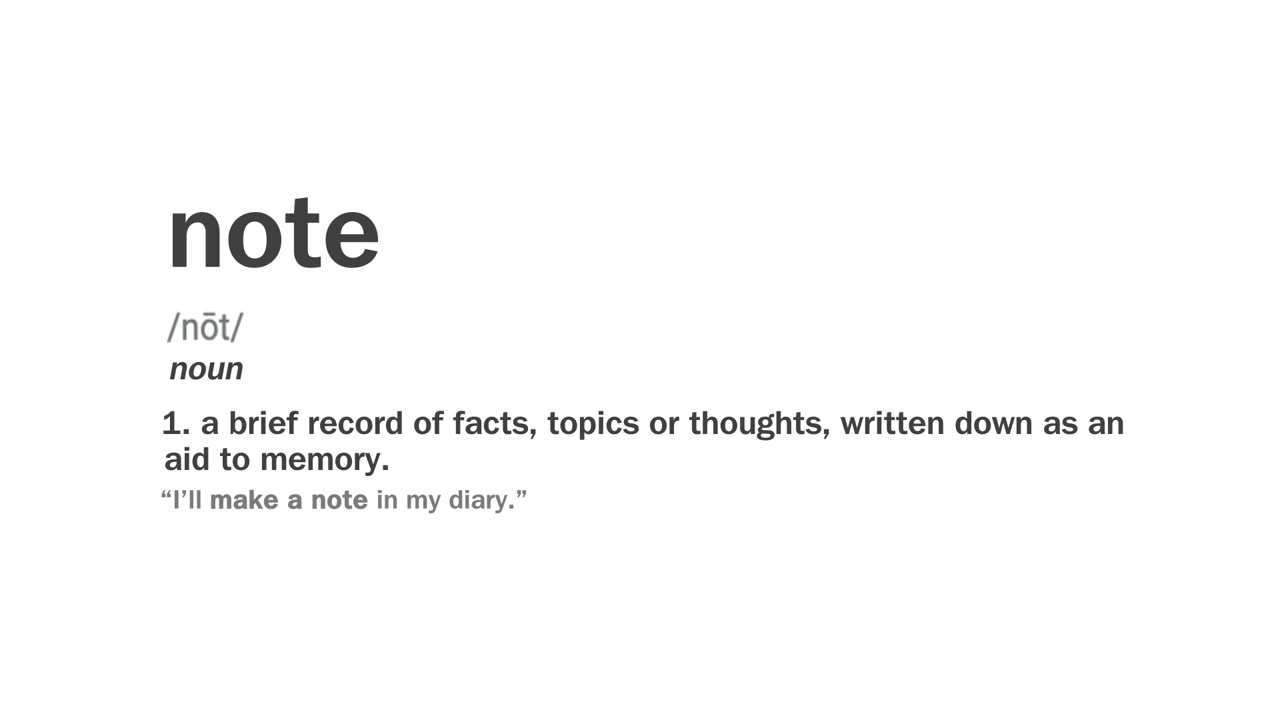 note
/nōt/
noun
1. a brief record of facts, topics or thoughts, written down as an
aid to memory.
“I’ll make a note in my diary.”